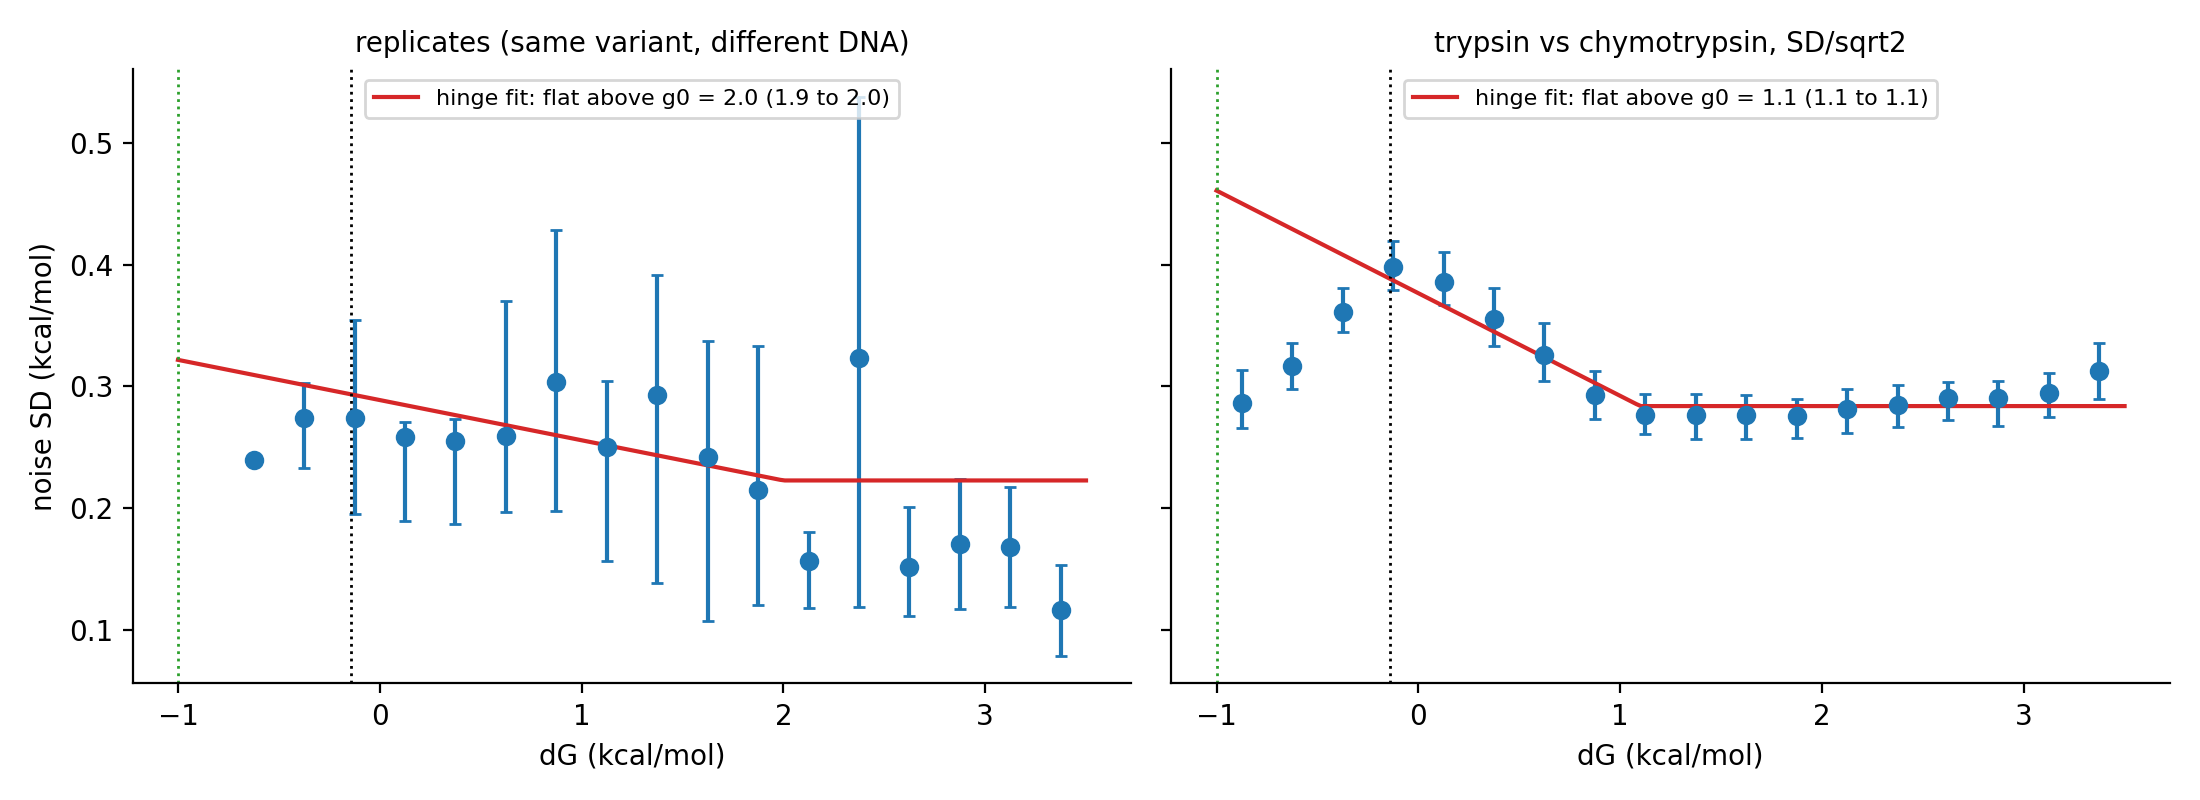 replicates (same variant, different DNA)
hinge fit: flat above g0 = 2.0 (1.9 to 2.0)
noise SD (kcal/mol)
0.5
0.4
0.3
0.2
0.1
−1
0
1
2
3
dG (kcal/mol)
trypsin vs chymotrypsin, SD/sqrt2
hinge fit: flat above g0 = 1.1 (1.1 to 1.1)
−1
0
1
2
3
dG (kcal/mol)